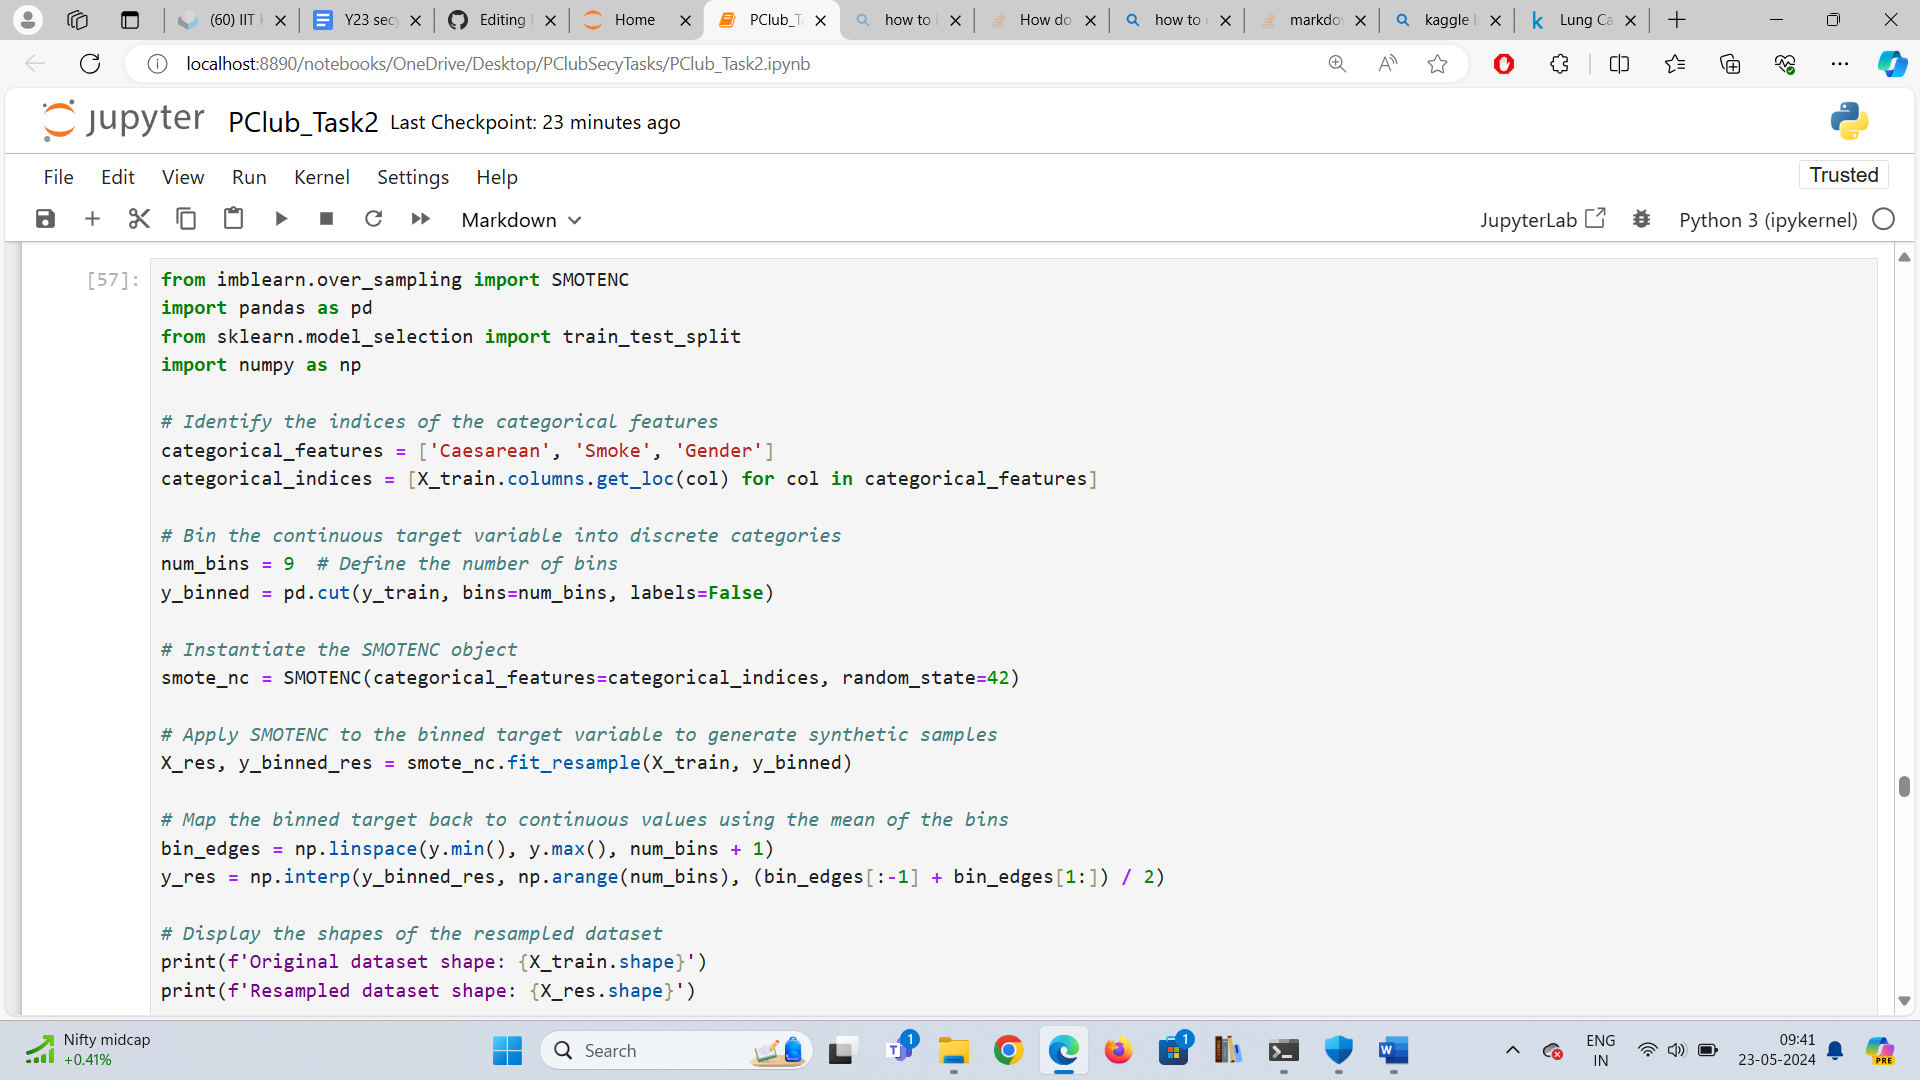 (60) IIT
Y23 secy
Editing
Home
PClub_T
how to i
How do
how to
markdov
kaggle l
Lung Ca
localhost:8890/notebooks/OneDrive/Desktop/PClubSecyTasks/PClub_Task2.ipynb
jupyter PClub_Task2 Last Checkpoint: 23 minutes ago
File Edit View Run Kernel Settings Help Trusted
Markdown JupyterLab Python 3 (ipykernel)
[57]: from imblearn.over_sampling import SMOTENC
import pandas as pd
from sklearn.model_selection import train_test_split
import numpy as np
# Identify the indices of the categorical features
categorical_features = ['Caesarean', 'Smoke', 'Gender']
categorical_indices = [X_train.columns.get_loc(col) for col in categorical_features]
# Bin the continuous target variable into discrete categories
num_bins = 9  # Define the number of bins
y_binned = pd.cut(y_train, bins=num_bins, labels=False)
# Instantiate the SMOTENC object
smote_nc = SMOTENC(categorical_features=categorical_indices, random_state=42)
# Apply SMOTENC to the binned target variable to generate synthetic samples
X_res, y_binned_res = smote_nc.fit_resample(X_train, y_binned)
# Map the binned target back to continuous values using the mean of the bins
bin_edges = np.linspace(y.min(), y.max(), num_bins + 1)
y_res = np.interp(y_binned_res, np.arange(num_bins), (bin_edges[:-1] + bin_edges[1:]) / 2)
# Display the shapes of the resampled dataset
print(f'Original dataset shape: {X_train.shape}')
print(f'Resampled dataset shape: {X_res.shape}')
Nifty midcap
+0.41%
Search
1
1
ENG
IN
09:41
23-05-2024
PRE